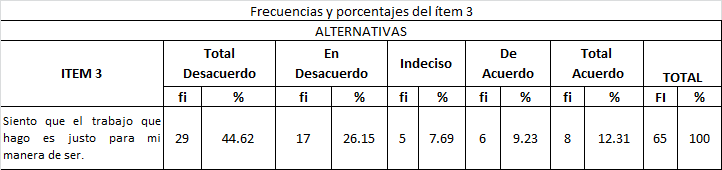 Frecuencias y porcentajes del ítem 3
ALTERNATIVAS
ITEM 3
Total Desacuerdo
En Desacuerdo
Indeciso
De Acuerdo
Total Acuerdo
TOTAL
fi % fi % fi % fi % fi % FI %
Siento que el trabajo que
hago es justo para mi
manera de ser.
29 44.62 17 26.15 5 7.69 6 9.23 8 12.31 65 100